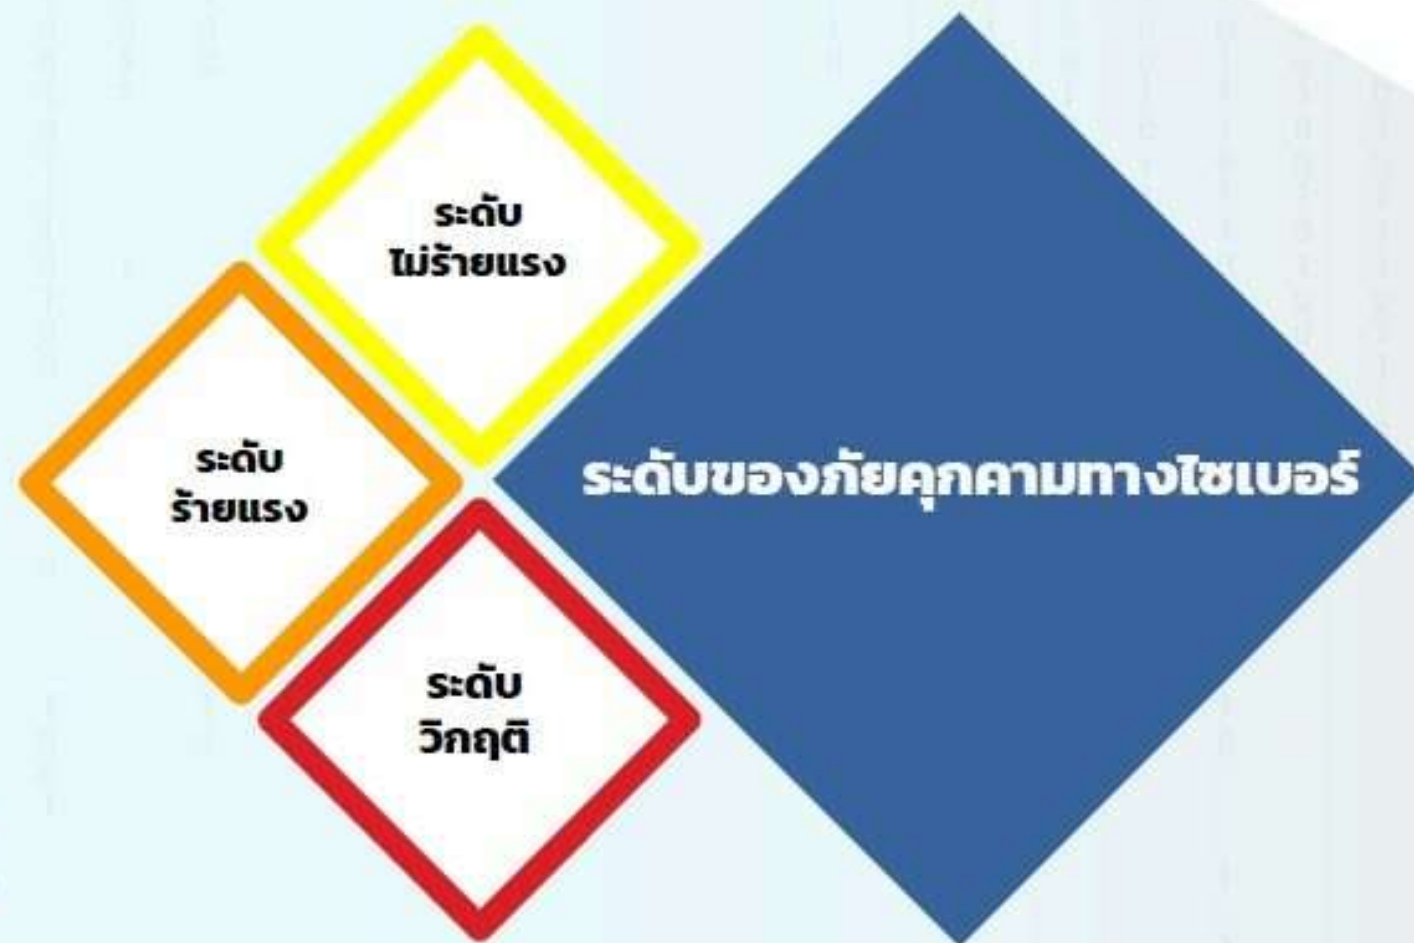 ระดับ
ไม่ร้ายแรง
ระดับ
ร้ายแรง
ระดับของภัยคุกคามทางไซเบอร์
ระดับ
วิกฤติ